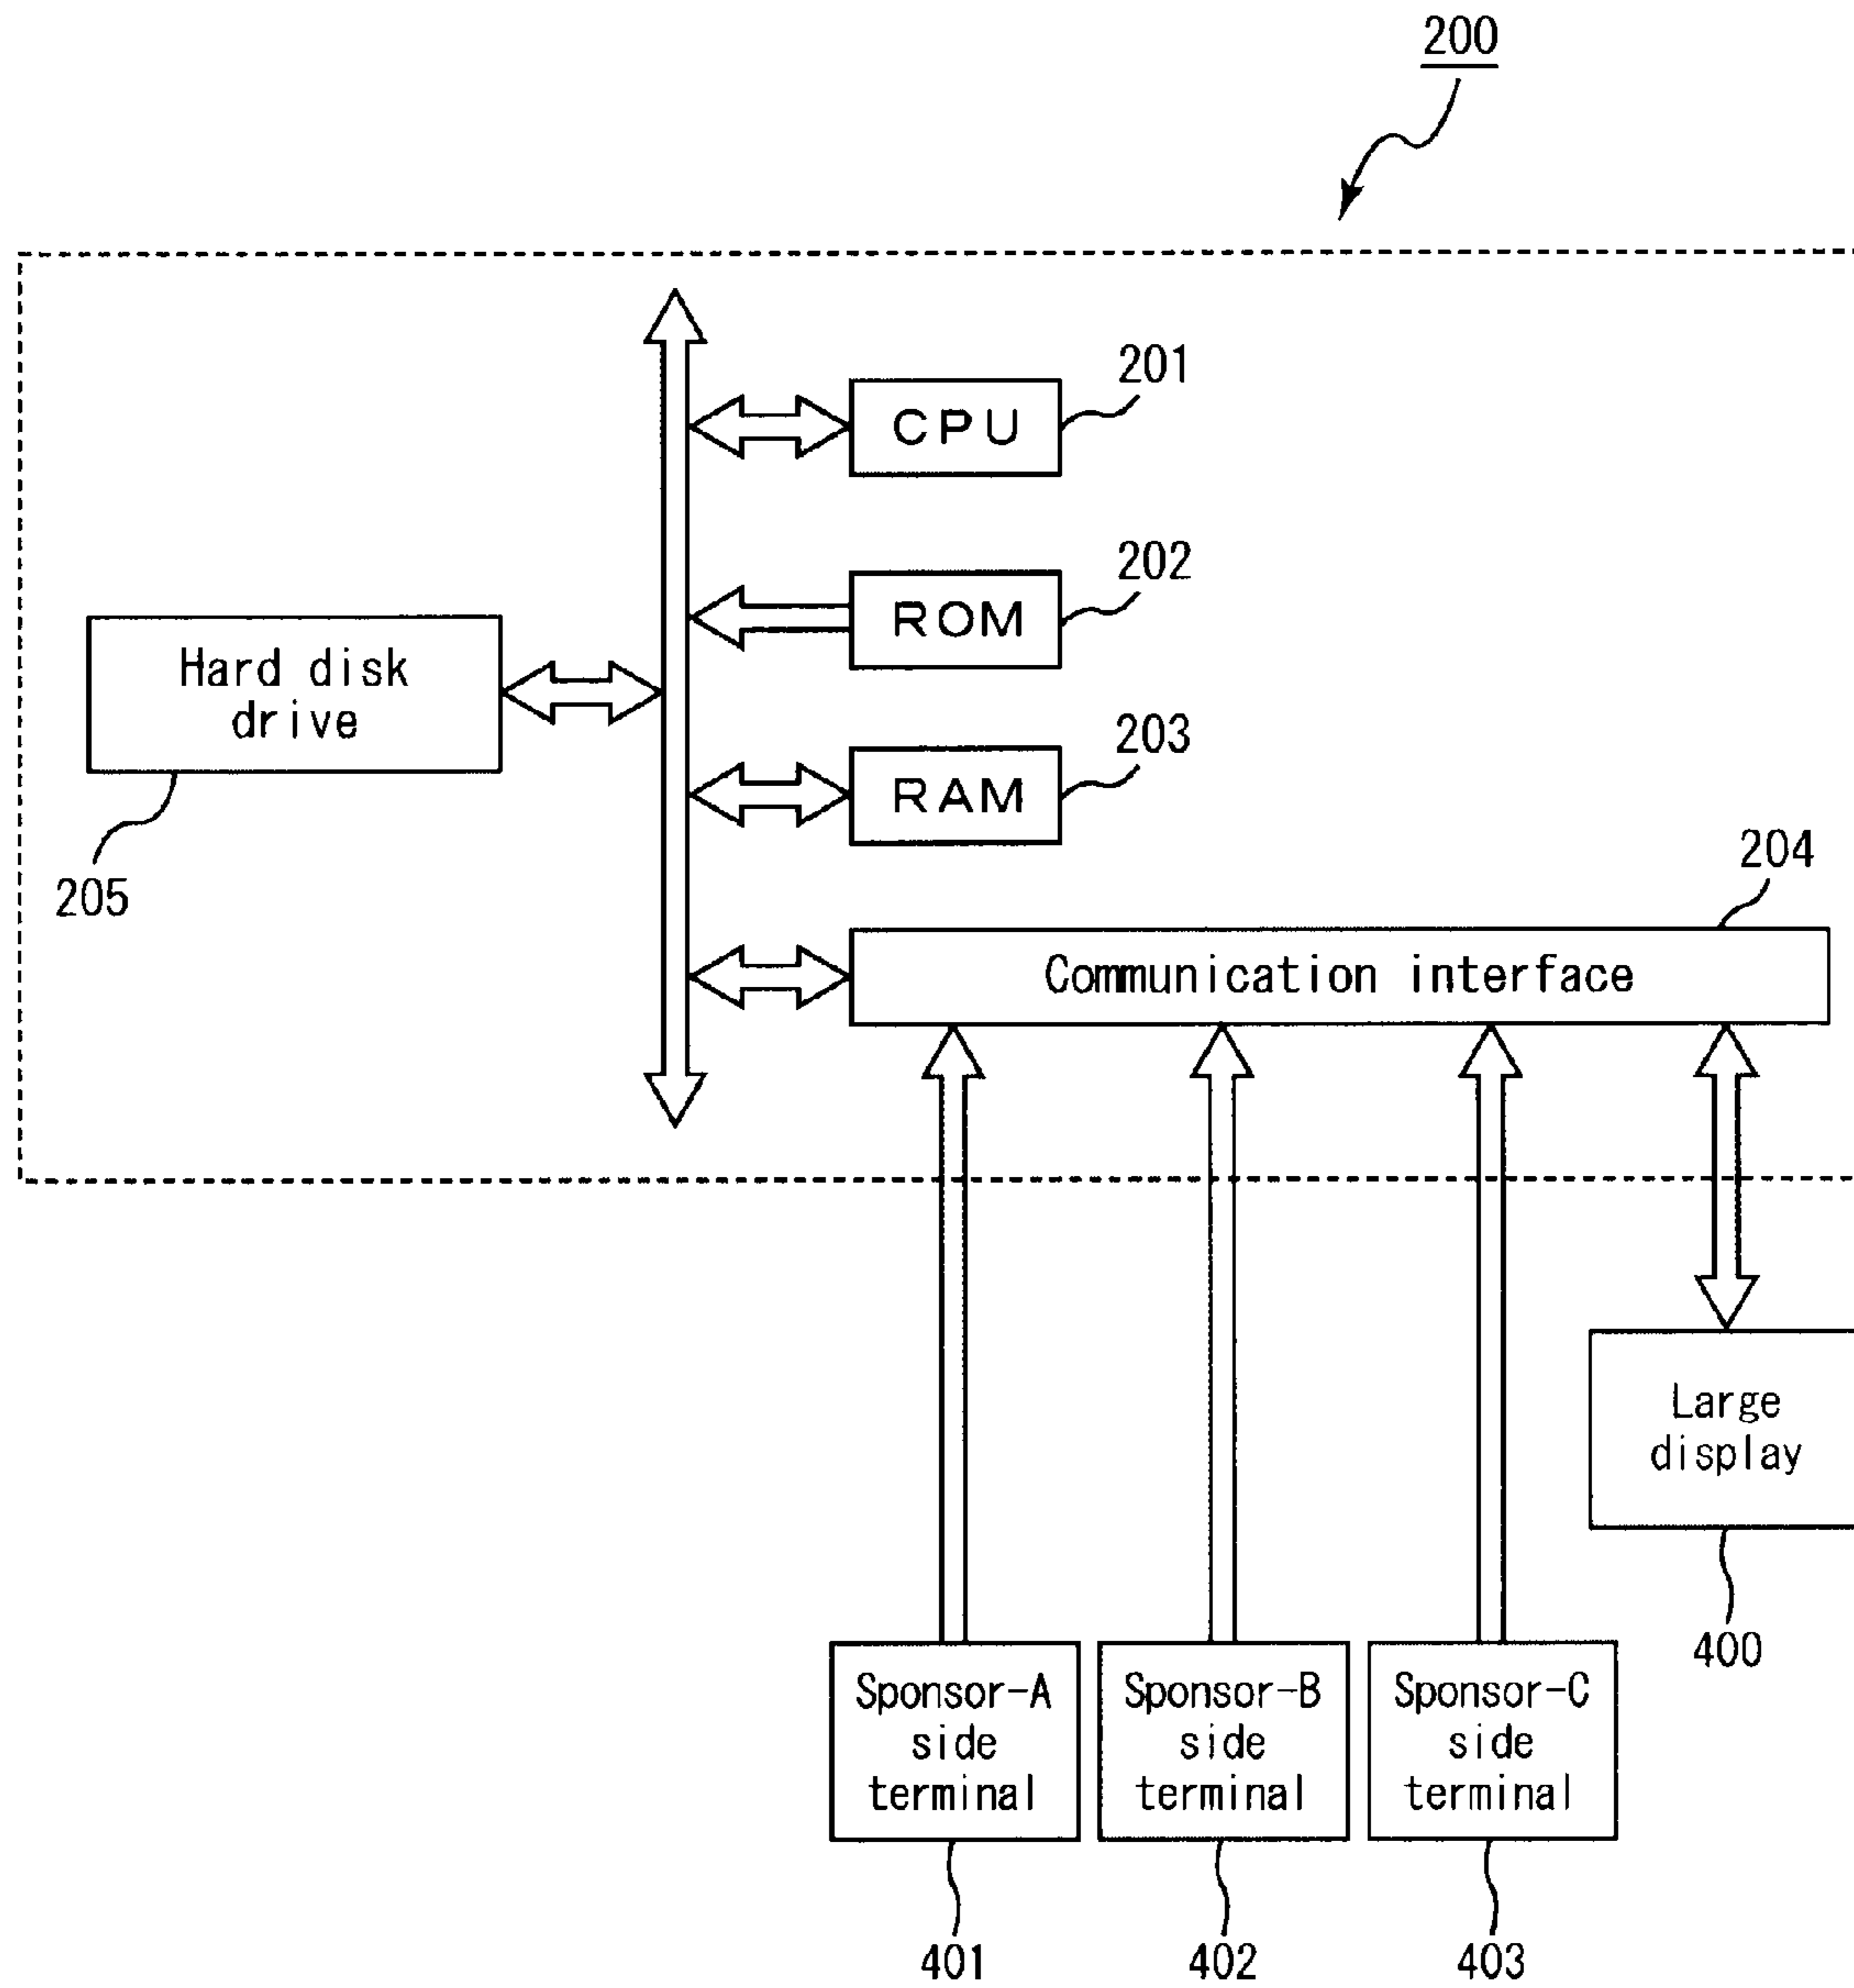 200
201
CPU
202
ROM
Hard disk
drive
203
RAM
205
204
Communication interface
Large
display
400
Sponsor-A
side
terminal
Sponsor-B
side
terminal
Sponsor-C
side
terminal
401
402
403